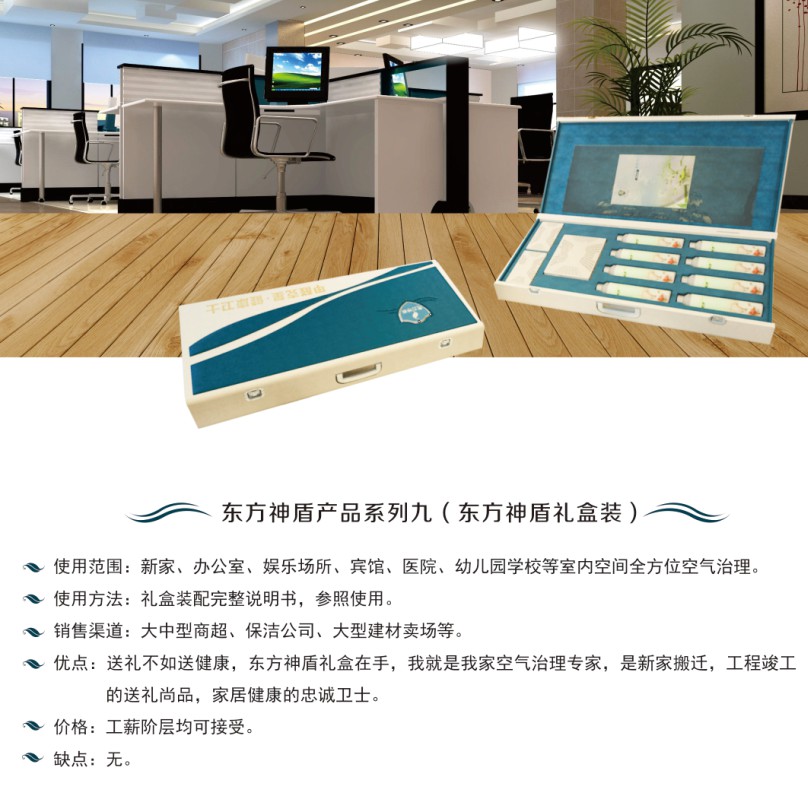 东方神盾产品系列九（东方神盾礼盒装）
使用范围：新家、办公室、娱乐场所、宾馆、医院、幼儿园学校等室内空间全方位空气治理。
使用方法：礼盒装配完整说明书，参照使用。
销售渠道：大中型商超、保洁公司、大型建材卖场等。
优点：送礼不如送健康，东方神盾礼盒在手，我就是我家空气治理专家，是新家搬迁，工程竣工
的送礼尚品，家居健康的忠诚卫士。
价格：工薪阶层均可接受。
缺点：无。